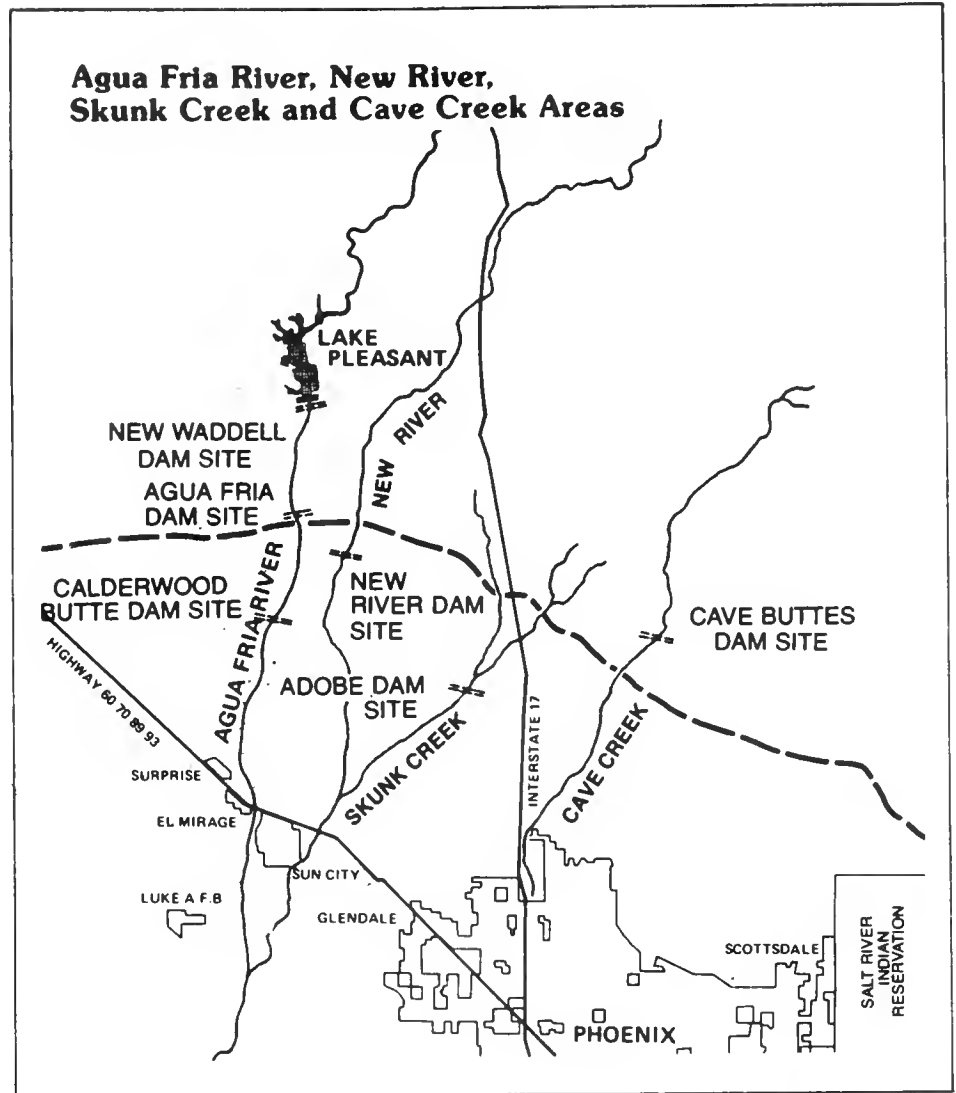 Agua Fria River, New River,
Skunk Creek and Cave Creek Areas
LAKE
PLEASANT
NEW WADDELL
DAM SITE
AGUA FRIA
DAM SITE
NEW RIVER
CALDERWOOD
BUTTE DAM SITE
AGUA FRIA RIVER
NEW
RIVER DAM
SITE
CAVE BUTTES
DAM SITE
HIGHWAY 60 70 89 93
ADOBE DAM
SITE
SKUNK CREEK
INTERSTATE 17
CAVE CREEK
SURPRISE
EL MIRAGE
SUN CITY
LUKE A F.B
GLENDALE
SCOTTSDALE
SALT RIVER
INDIAN
RESERVATION
PHOENIX